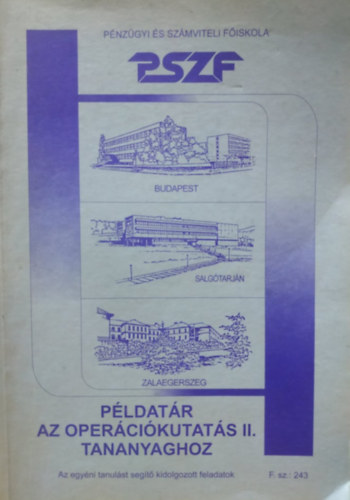 PÉNZÜGYI ÉS SZÁMVITELI FŐISKOLA
PSZF
BUDAPEST
SALGÓTARJÁN
ZALAEGERSZEG
PÉLDATÁR
AZ OPERÁCIÓKUTATÁS II.
TANANYAGHOZ
Az egyéni tanulást segítő kidolgozott feladatok F. sz.: 243